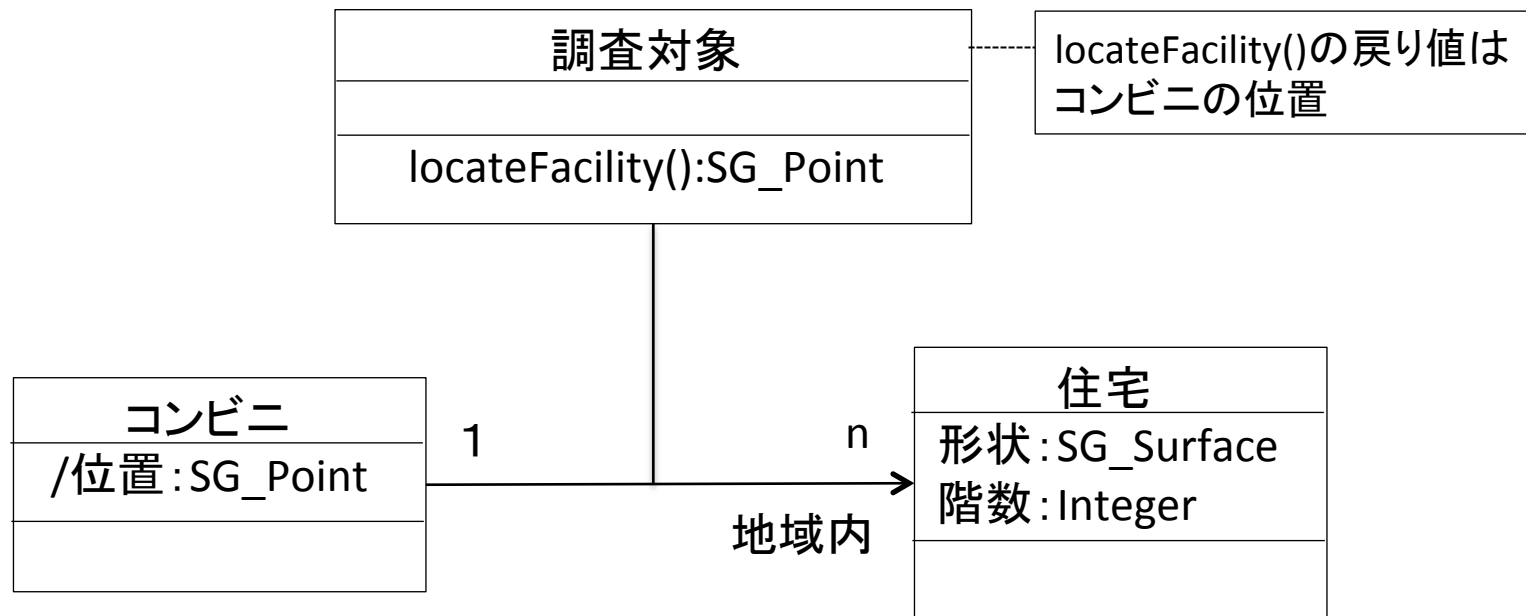 調査対象
locateFacility():SG_Point
locateFacility()の戻り値は
コンビニの位置
コンビニ
/位置:SG_Point
1
n
地域内
住宅
形状:SG_Surface
階数:Integer